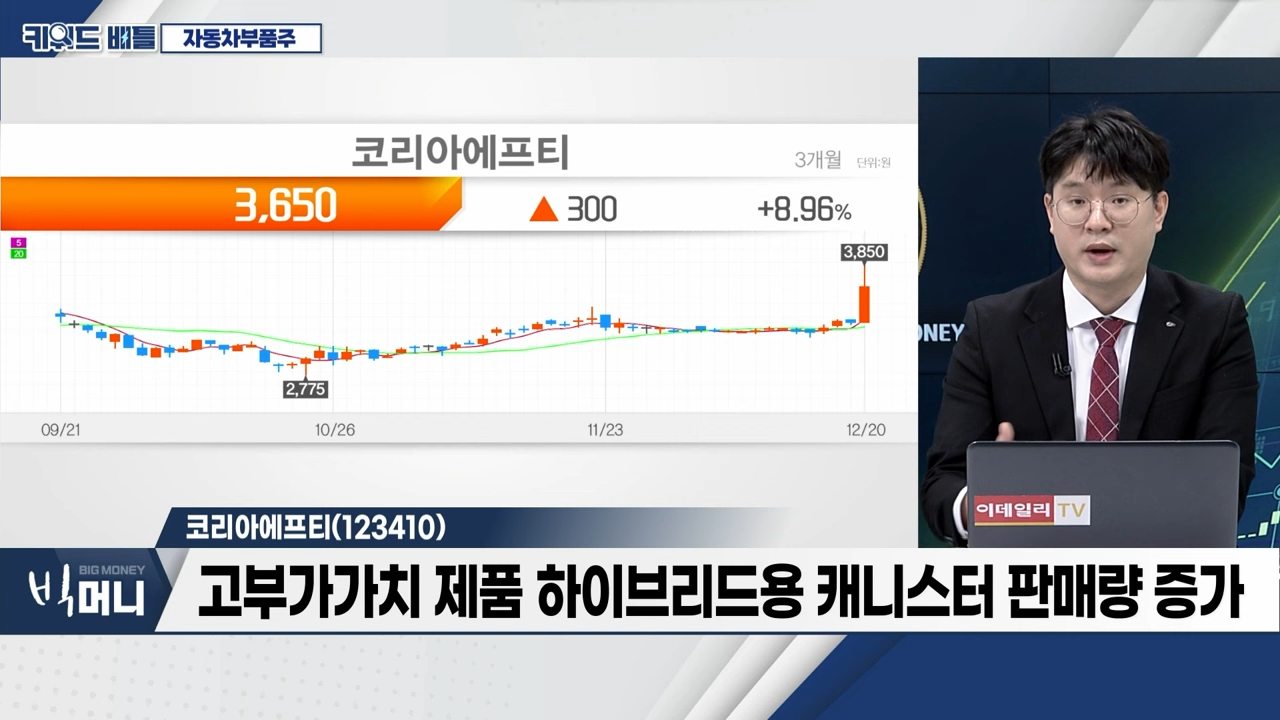 키워드 배틀
자동차부품주
코리아에프티
3개월
단위:원
3,650
▲ 300
+8.96%
5
20
3,850
2,775
09/21
10/26
11/23
12/20
ONEY
이데일리 TV
코리아에프티(123410)
BIG MONEY
빅머니
고부가가치 제품 하이브리드용 캐니스터 판매량 증가